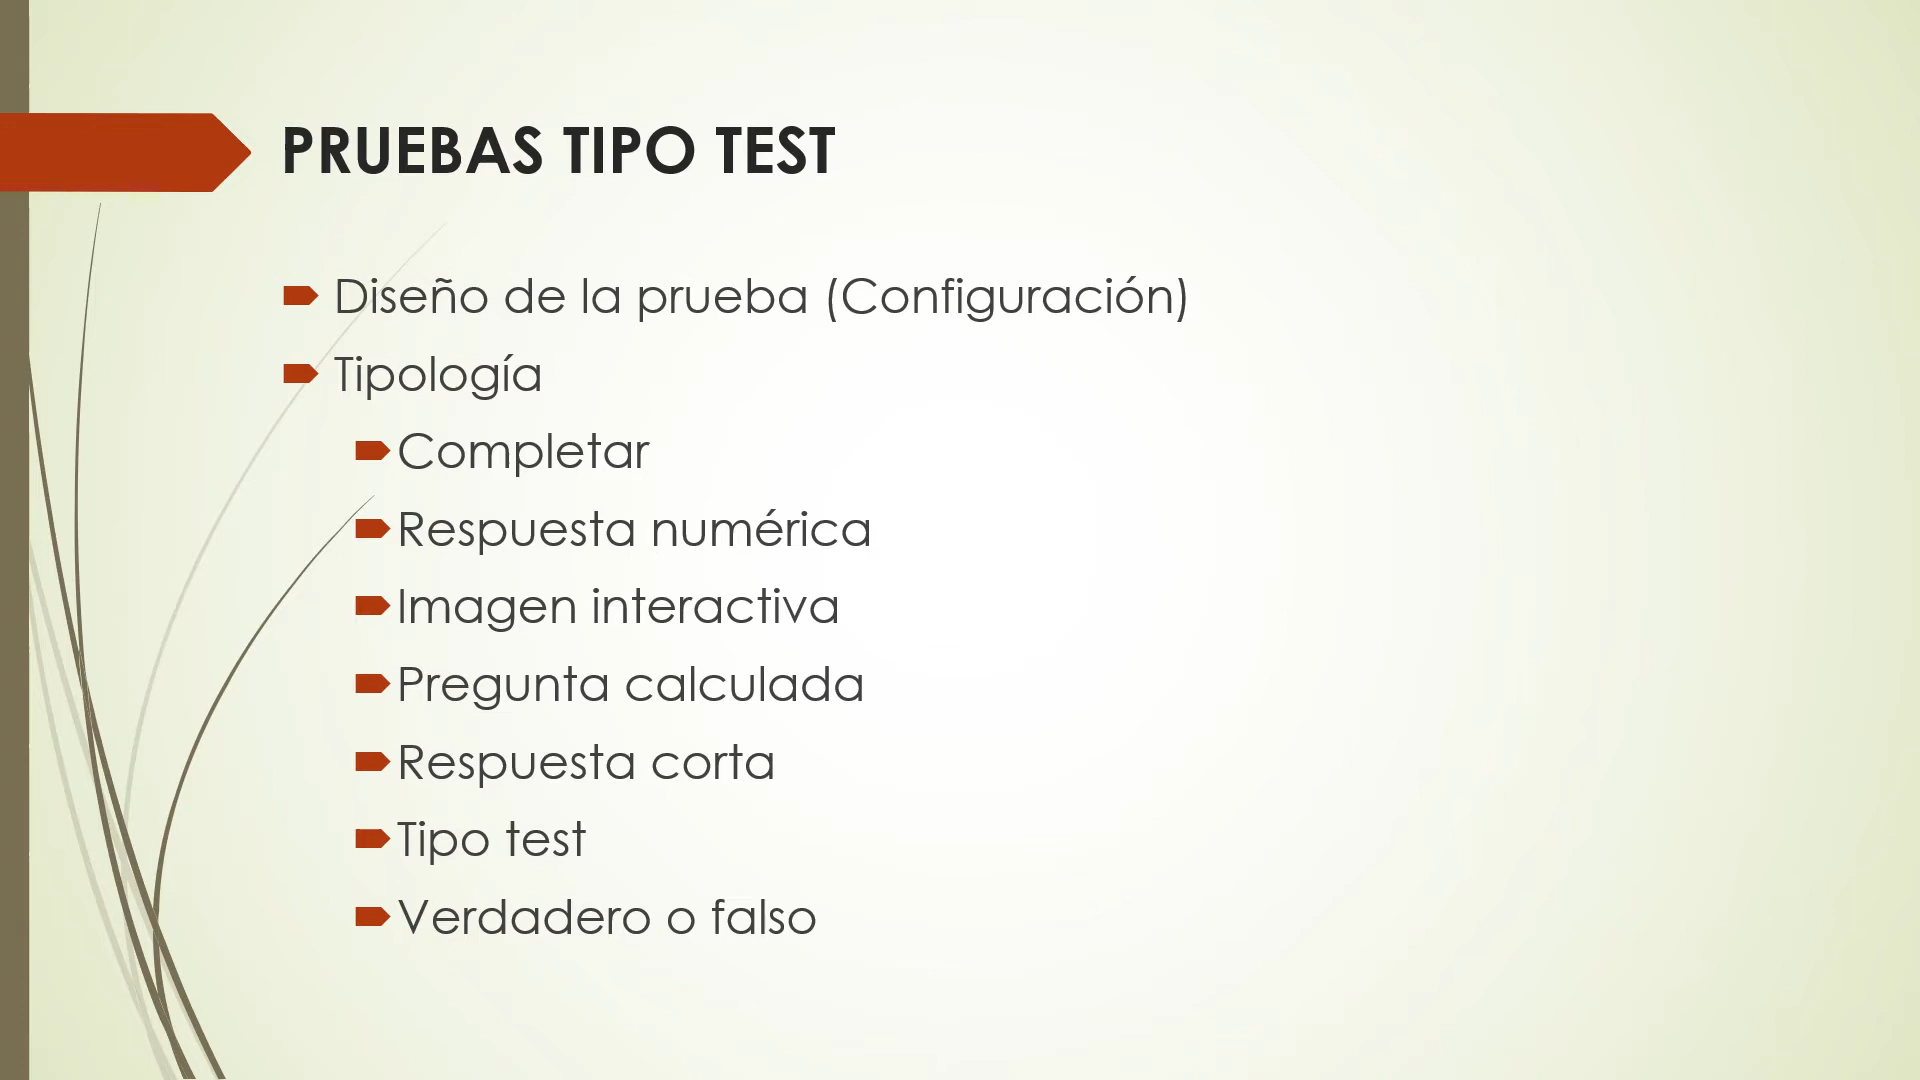 PRUEBAS TIPO TEST
Diseño de la prueba (Configuración)
Tipología
Completar
Respuesta numérica
Imagen interactiva
Pregunta calculada
Respuesta corta
Tipo test
Verdadero o falso